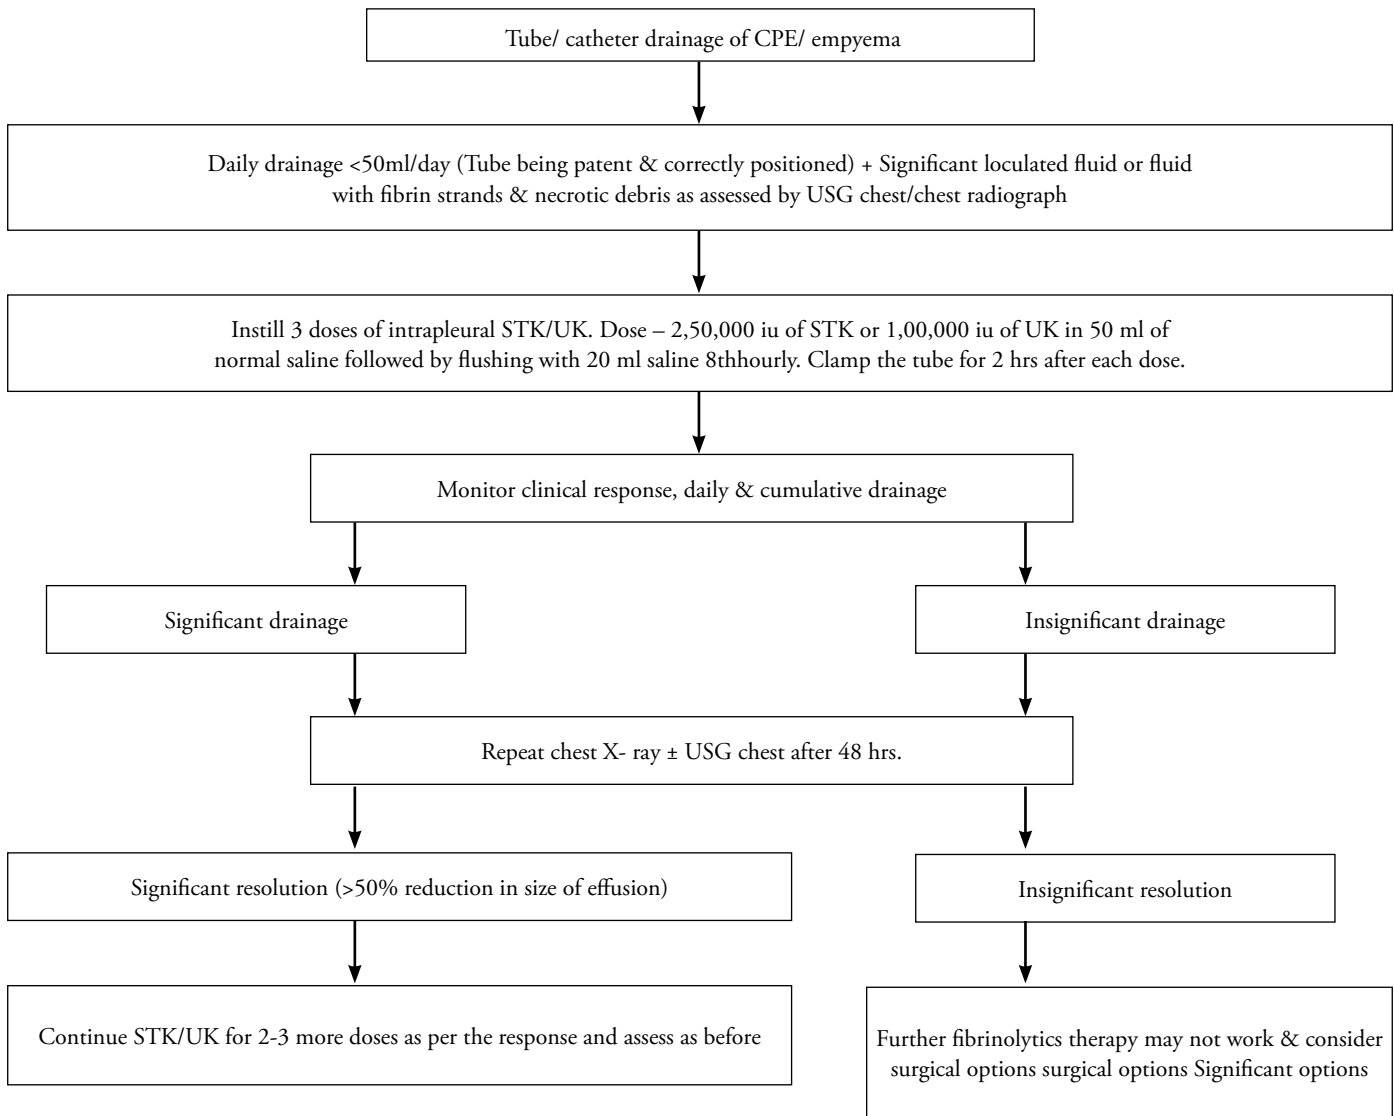 Tube/ catheter drainage of CPE/ empyema
Daily drainage <50ml/day (Tube being patent & correctly positioned) + Significant loculated fluid or fluid
with fibrin strands & necrotic debris as assessed by USG chest/chest radiograph
Instill 3 doses of intrapleural STK/UK. Dose – 2,50,000 iu of STK or 1,00,000 iu of UK in 50 ml of
normal saline followed by flushing with 20 ml saline 8thhourly. Clamp the tube for 2 hrs after each dose.
Monitor clinical response, daily & cumulative drainage
Significant drainage
Insignificant drainage
Repeat chest X- ray ± USG chest after 48 hrs.
Significant resolution (>50% reduction in size of effusion)
Insignificant resolution
Continue STK/UK for 2-3 more doses as per the response and assess as before
Further fibrinolytics therapy may not work & consider
surgical options surgical options Significant options